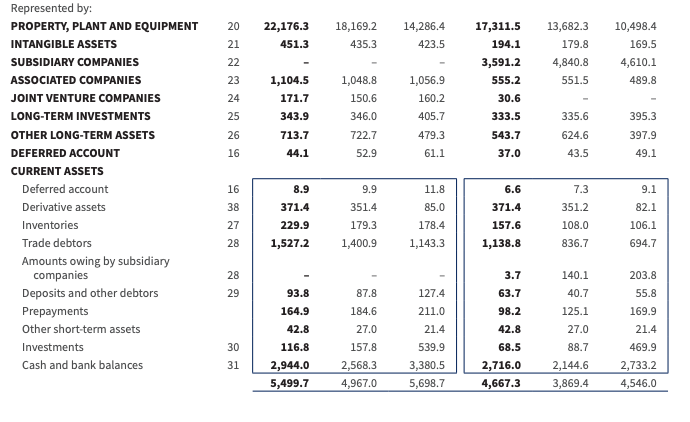 Represented by:
PROPERTY, PLANT AND EQUIPMENT 20 22,176.3 18,169.2 14,286.4 17,311.5 13,682.3 10,498.4
INTANGIBLE ASSETS 21 451.3 435.3 423.5 194.1 179.8 169.5
SUBSIDIARY COMPANIES 22 – – – 3,591.2 4,840.8 4,610.1
ASSOCIATED COMPANIES 23 1,104.5 1,048.8 1,056.9 555.2 551.5 489.8
JOINT VENTURE COMPANIES 24 171.7 150.6 160.2 30.6 – –
LONG-TERM INVESTMENTS 25 343.9 346.0 405.7 333.5 335.6 395.3
OTHER LONG-TERM ASSETS 26 713.7 722.7 479.3 543.7 624.6 397.9
DEFERRED ACCOUNT 16 44.1 52.9 61.1 37.0 43.5 49.1
CURRENT ASSETS
Deferred account 16 8.9 9.9 11.8 6.6 7.3 9.1
Derivative assets 38 371.4 351.4 85.0 371.4 351.2 82.1
Inventories 27 229.9 179.3 178.4 157.6 108.0 106.1
Trade debtors 28 1,527.2 1,400.9 1,143.3 1,138.8 836.7 694.7
Amounts owing by subsidiary
companies 28 – – – 3.7 140.1 203.8
Deposits and other debtors 29 93.8 87.8 127.4 63.7 40.7 55.8
Prepayments 164.9 184.6 211.0 98.2 125.1 169.9
Other short-term assets 42.8 27.0 21.4 42.8 27.0 21.4
Investments 30 116.8 157.8 539.9 68.5 88.7 469.9
Cash and bank balances 31 2,944.0 2,568.3 3,380.5 2,716.0 2,144.6 2,733.2
5,499.7 4,967.0 5,698.7 4,667.3 3,869.4 4,546.0